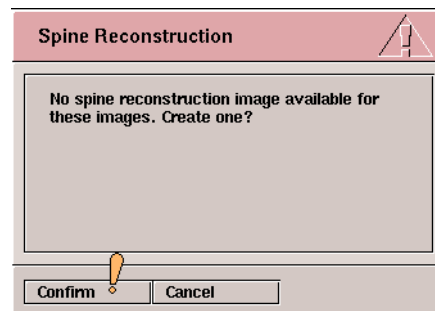 Spine Reconstruction
No spine reconstruction image available for
these images. Create one?
Confirm
Cancel